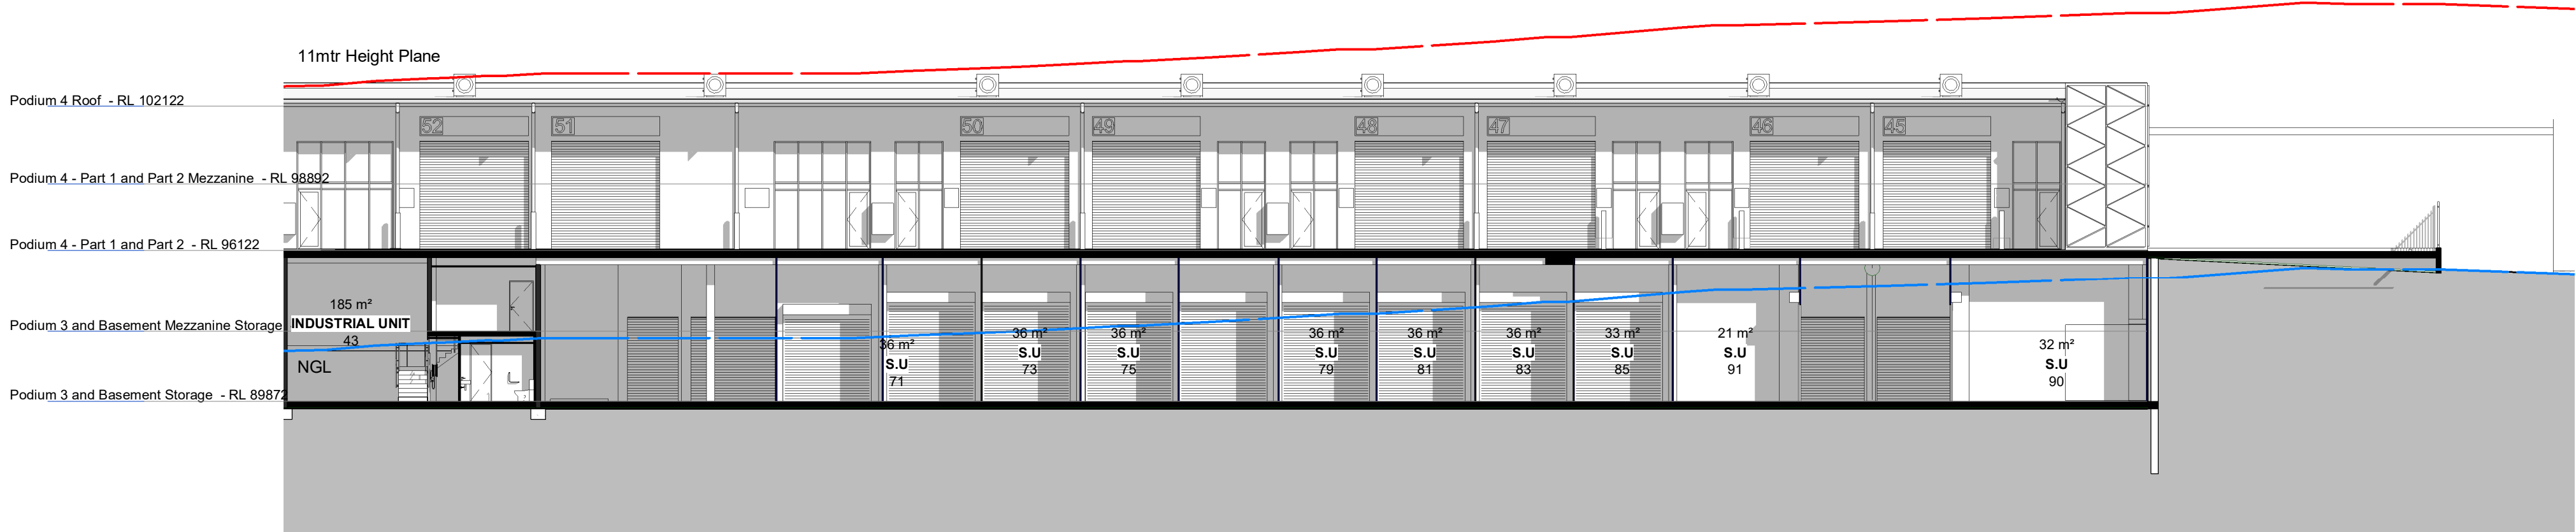 11mtr Height Plane
Podium 4 Roof - RL 102122
52
51
50
49
48
47
46
45
Podium 4 - Part 1 and Part 2 Mezzanine - RL 98892
Podium 4 - Part 1 and Part 2 - RL 96122
185 m²
INDUSTRIAL UNIT
43
NGL
Podium 3 and Basement Mezzanine Storage
36 m²
S.U
71
36 m²
S.U
73
36 m²
S.U
75
36 m²
S.U
79
36 m²
S.U
81
36 m²
S.U
83
33 m²
S.U
85
21 m²
S.U
91
32 m²
S.U
90
Podium 3 and Basement Storage - RL 89872